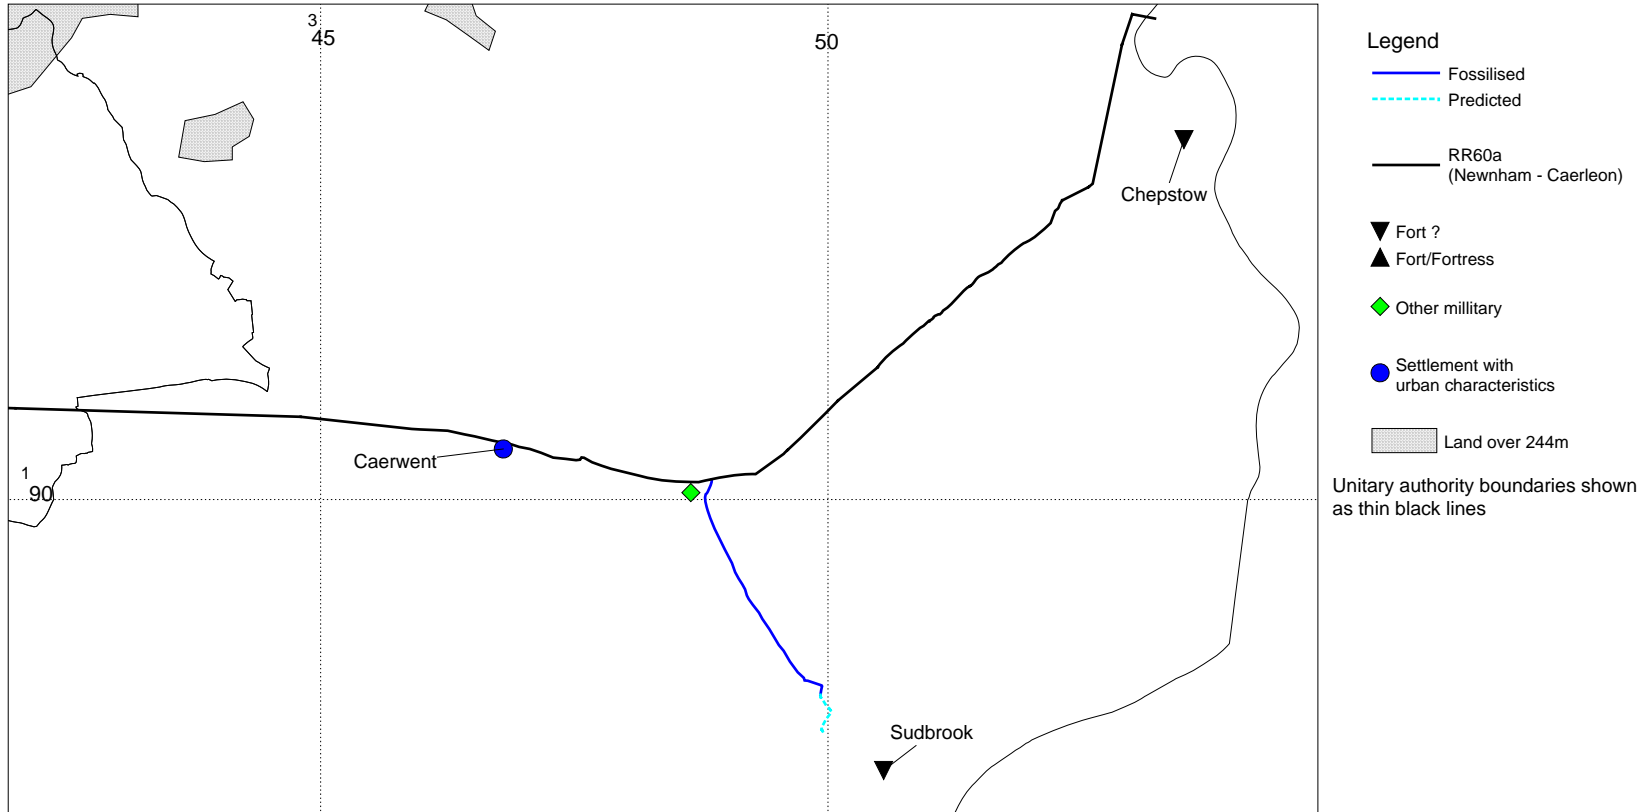 3
45
50
Chepstow
Caerwent
1
90
Sudbrook
Legend
Fossilised
Predicted
RR60a
(Newnham - Caerleon)
Fort ?
Fort/Fortress
Other millitary
Settlement with
urban characteristics
Land over 244m
Unitary authority boundaries shown
as thin black lines